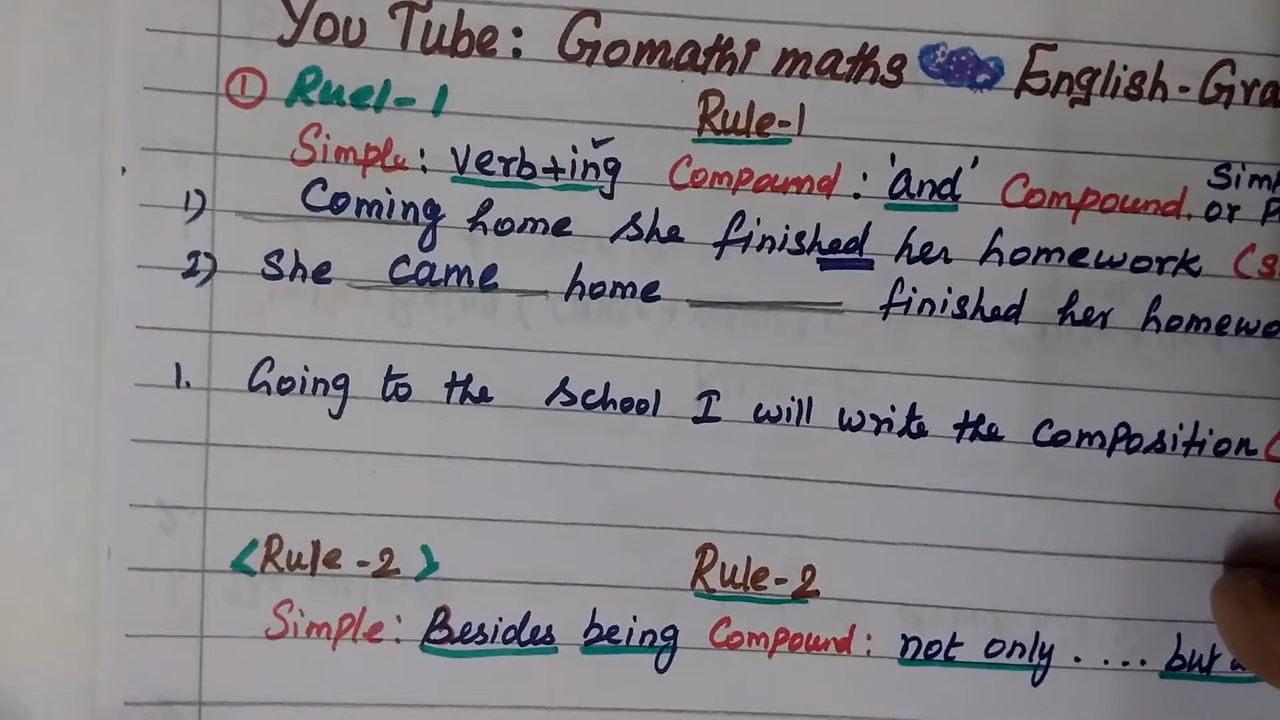 You Tube: Gomathi maths English-Gra
① Ruel-1 Rule-1
Simple: verb+ing Compound: 'and' Compound. Simp
or P
1) Coming home she finished her homework (s
2) She came home ______ finished her homewo
1. Going to the school I will write the composition (
<Rule-2> Rule-2
Simple: Besides being Compound: not only .... but a